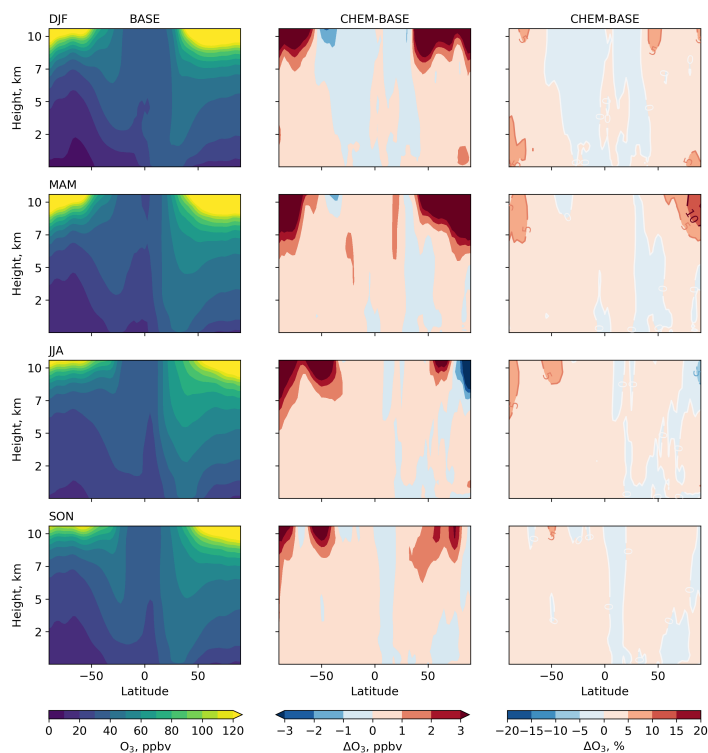 DJF BASE CHEM-BASE CHEM-BASE
10
7
5
2
Height, km
MAM
10
7
5
2
Height, km
10
JJA
10
7
5
2
Height, km
5
SON
10
7
5
2
Height, km
−50 0 50 −50 0 50 −50 0 50
Latitude Latitude Latitude
0 20 40 60 80 100 120 −3 −2 −1 0 1 2 3 −20 −15 −10 −5 0 5 10 15 20
O₃, ppbv ΔO₃, ppbv ΔO₃, %